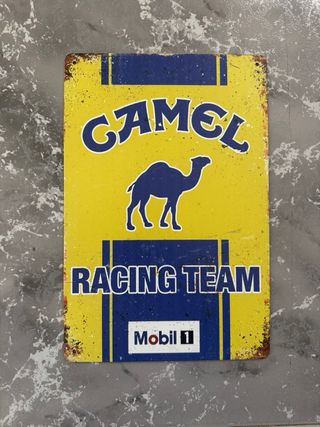 CAMEL
RACING TEAM
Mobil 1